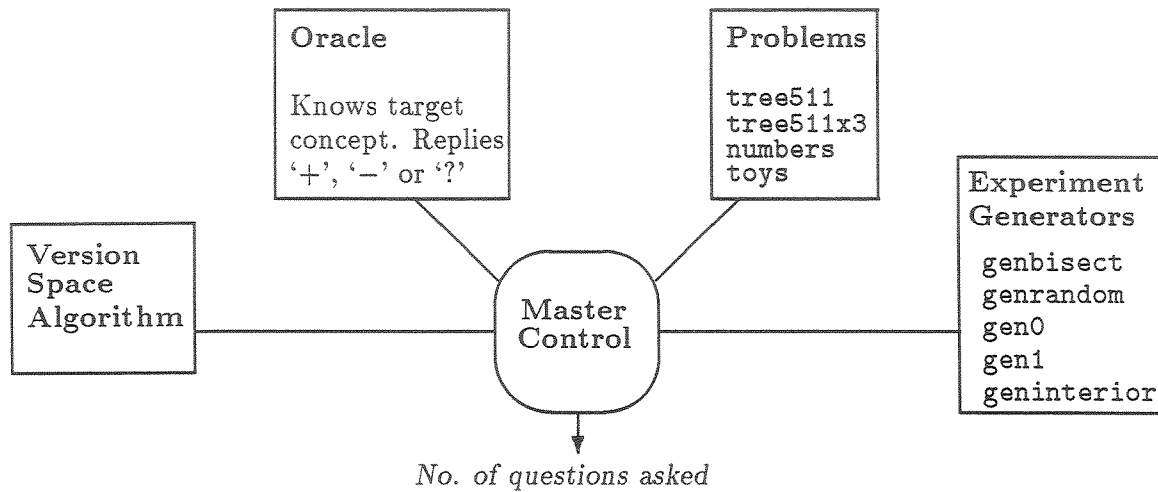 Oracle
Knows target
concept. Replies
‘+’, ‘−’ or ‘?’
Problems
tree511
tree511x3
numbers
toys
Version
Space
Algorithm
Master
Control
Experiment
Generators
genbisect
genrandom
gen0
gen1
geninterior
No. of questions asked